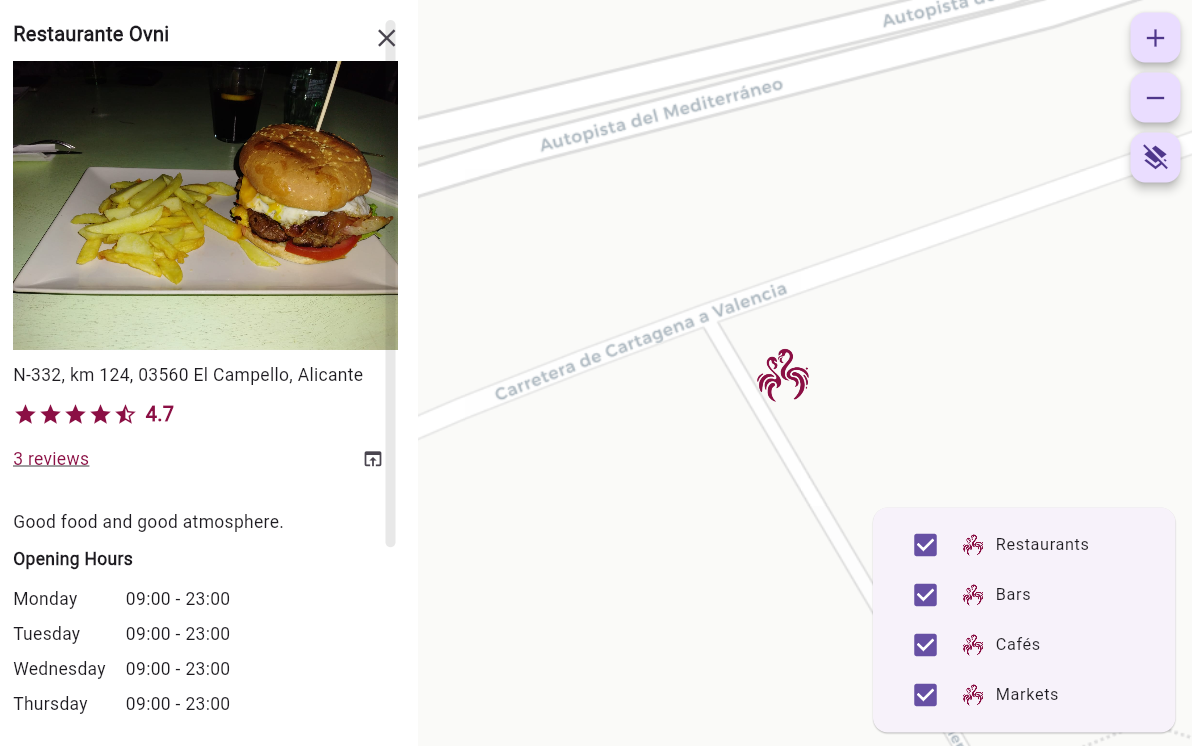 Restaurante Ovni
N-332, km 124, 03560 El Campello, Alicante
4.7
3 reviews
Good food and good atmosphere.
Opening Hours
Monday 09:00 - 23:00
Tuesday 09:00 - 23:00
Wednesday 09:00 - 23:00
Thursday 09:00 - 23:00
Autopista
Autopista del Mediterráneo
Carretera de Cartagena a Valencia
Restaurants
Bars
Cafés
Markets